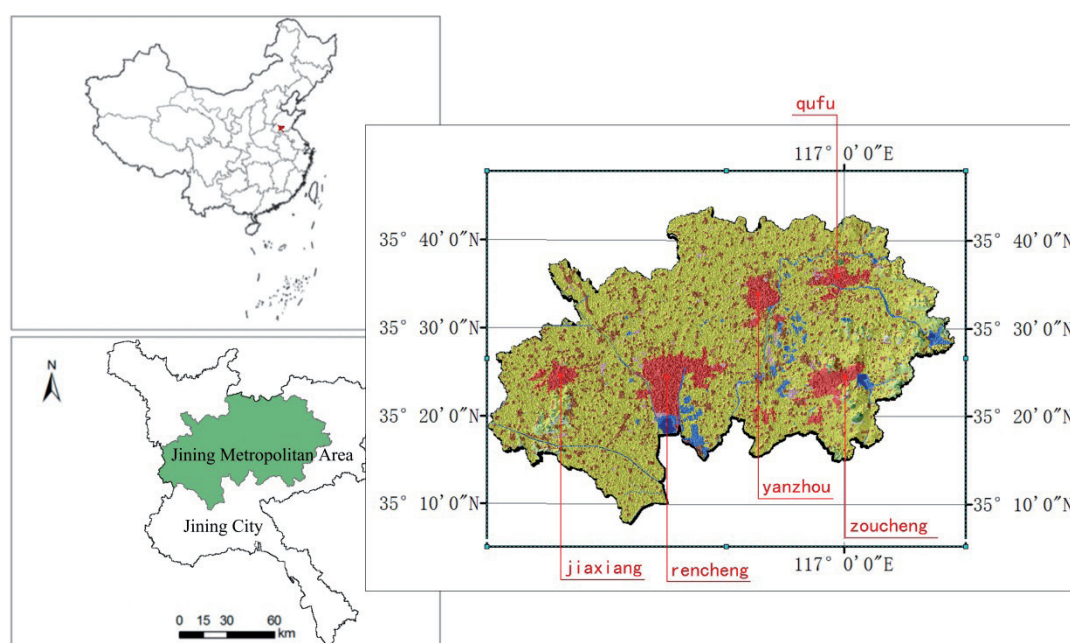 qufu
117° 0'0"E
35° 40'0"N
35° 40'0"N
35° 30'0"N
35° 30'0"N
35° 20'0"N
35° 20'0"N
35° 10'0"N
35° 10'0"N
yanzhou
zoucheng
jiaxiang
rencheng
117° 0'0"E
N
Jining Metropolitan Area
Jining City
0 15 30 60
km